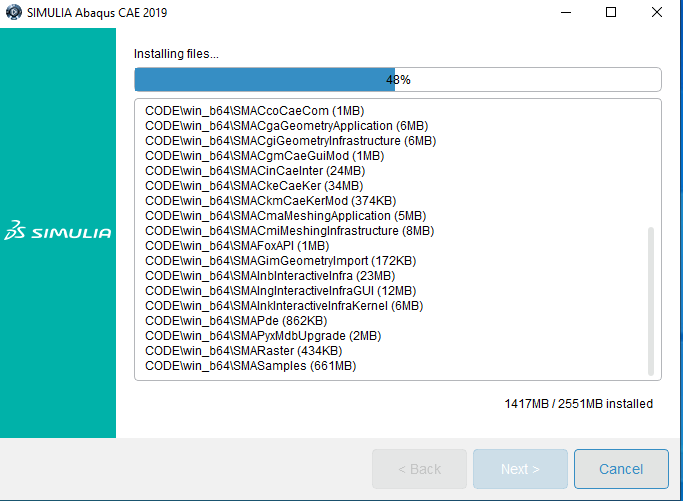 SIMULIA Abaqus CAE 2019
Installing files...
48%
CODE\win_b64\SMACcoCaeCom (1MB)
CODE\win_b64\SMACgaGeometryApplication (6MB)
CODE\win_b64\SMACgiGeometryInfrastructure (6MB)
CODE\win_b64\SMACgmCaeGuiMod (1MB)
CODE\win_b64\SMACinCaeInter (24MB)
CODE\win_b64\SMACkeCaeKer (34MB)
CODE\win_b64\SMACkmCaeKerMod (374KB)
CODE\win_b64\SMACmaMeshingApplication (5MB)
CODE\win_b64\SMACmiMeshingInfrastructure (8MB)
CODE\win_b64\SMAFoxAPI (1MB)
CODE\win_b64\SMAGimGeometryImport (172KB)
CODE\win_b64\SMAInbInteractiveInfra (23MB)
CODE\win_b64\SMAIngInteractiveInfraGUI (12MB)
CODE\win_b64\SMAInkInteractiveInfraKernel (6MB)
CODE\win_b64\SMAPde (862KB)
CODE\win_b64\SMAPyxMdbUpgrade (2MB)
CODE\win_b64\SMARaster (434KB)
CODE\win_b64\SMASamples (661MB)
SIMULIA
1417MB / 2551MB installed
< Back
Next >
Cancel